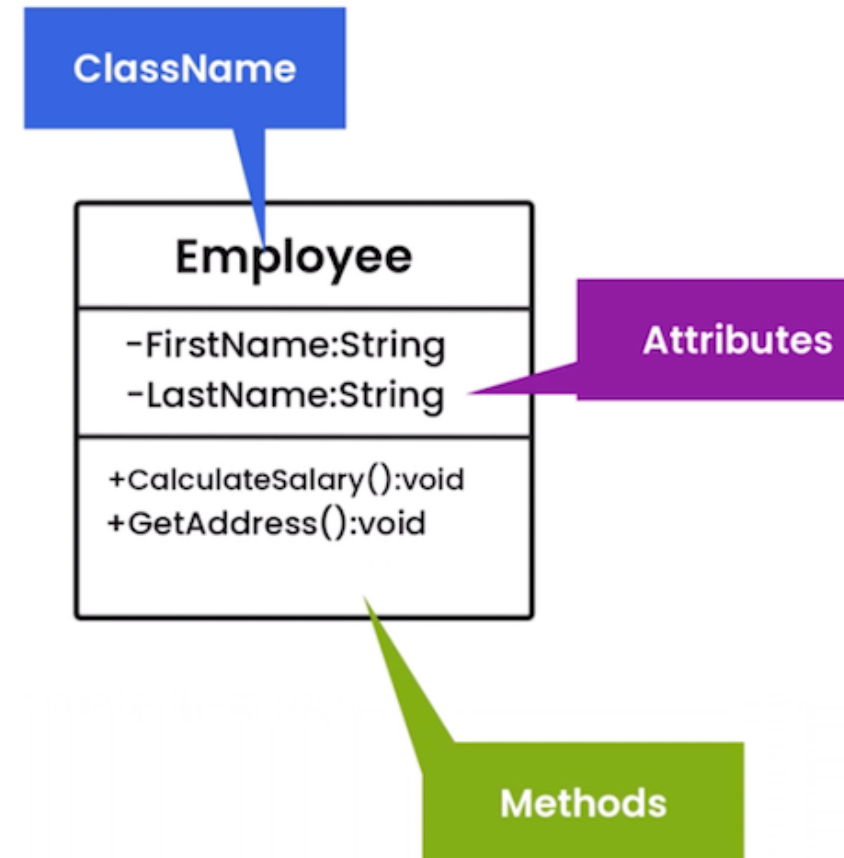 ClassName
Employee
-FirstName:String
-LastName:String
Attributes
+CalculateSalary():void
+GetAddress():void
Methods